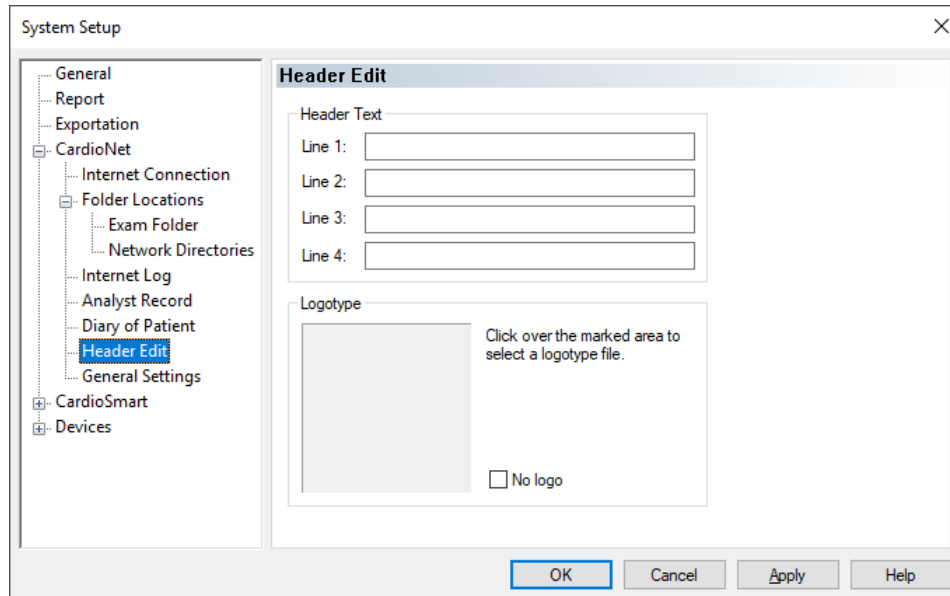 System Setup
General
Report
Exportation
CardioNet
Internet Connection
Folder Locations
Exam Folder
Network Directories
Internet Log
Analyst Record
Diary of Patient
Header Edit
General Settings
CardioSmart
Devices
Header Edit
Header Text
Line 1:
Line 2:
Line 3:
Line 4:
Logotype
Click over the marked area to
select a logotype file.
No logo
OK
Cancel
Apply
Help